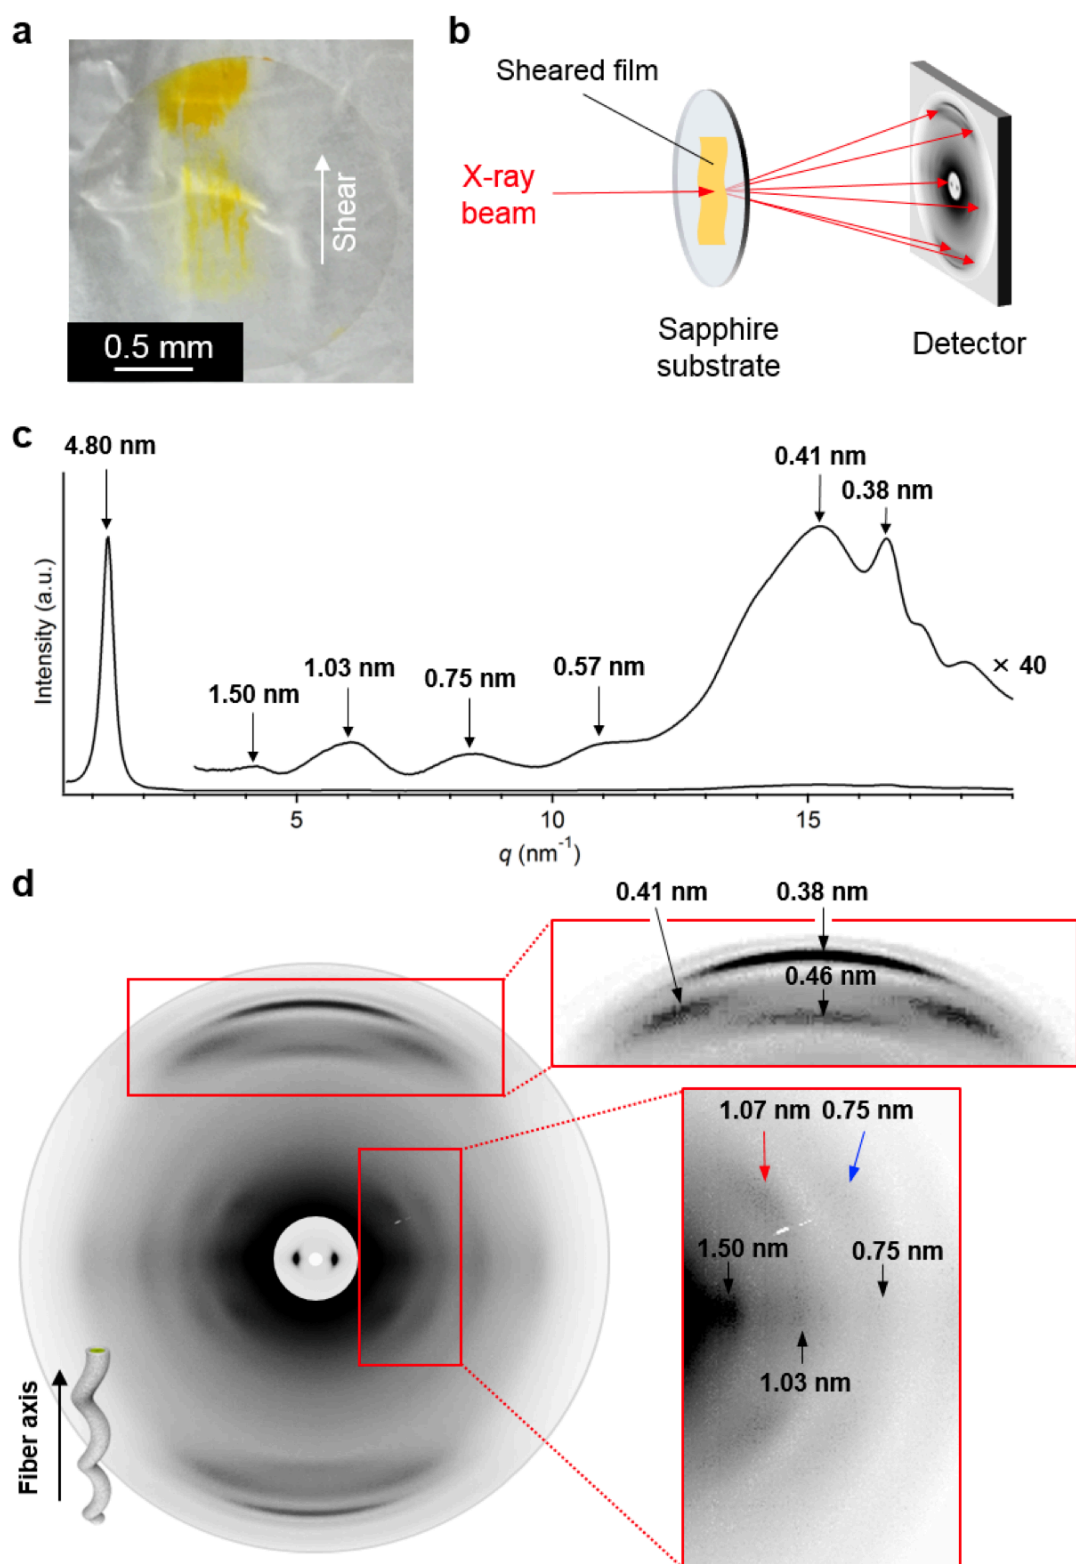 a
Shear
0.5 mm
b
Sheared film
X-ray
beam
Sapphire
substrate
Detector
c
4.80 nm
1.50 nm
1.03 nm
0.75 nm
0.57 nm
0.41 nm
0.38 nm
× 40
Intensity (a.u.)
5
10
15
q (nm⁻¹)
d
0.41 nm
0.38 nm
0.46 nm
1.07 nm
0.75 nm
1.50 nm
0.75 nm
1.03 nm
Fiber axis